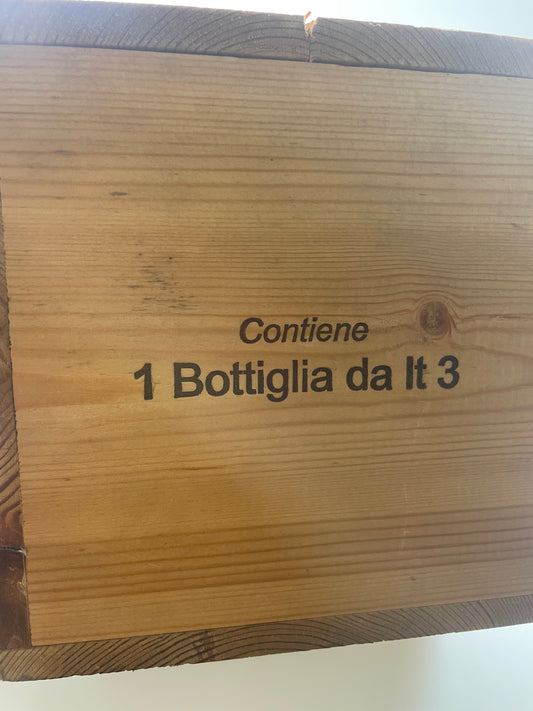 Contiene
1 Bottiglia da lt 3